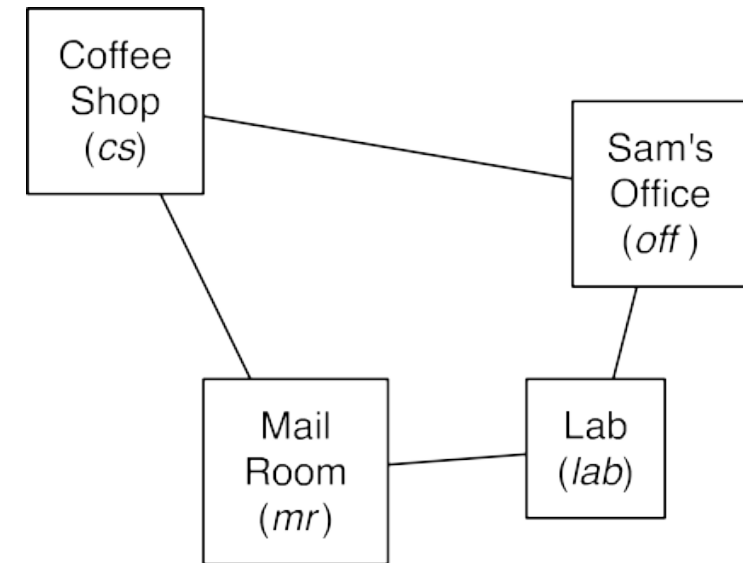 Coffee
Shop
(cs)
Sam's
Office
(off )
Mail
Room
(mr)
Lab
(lab)